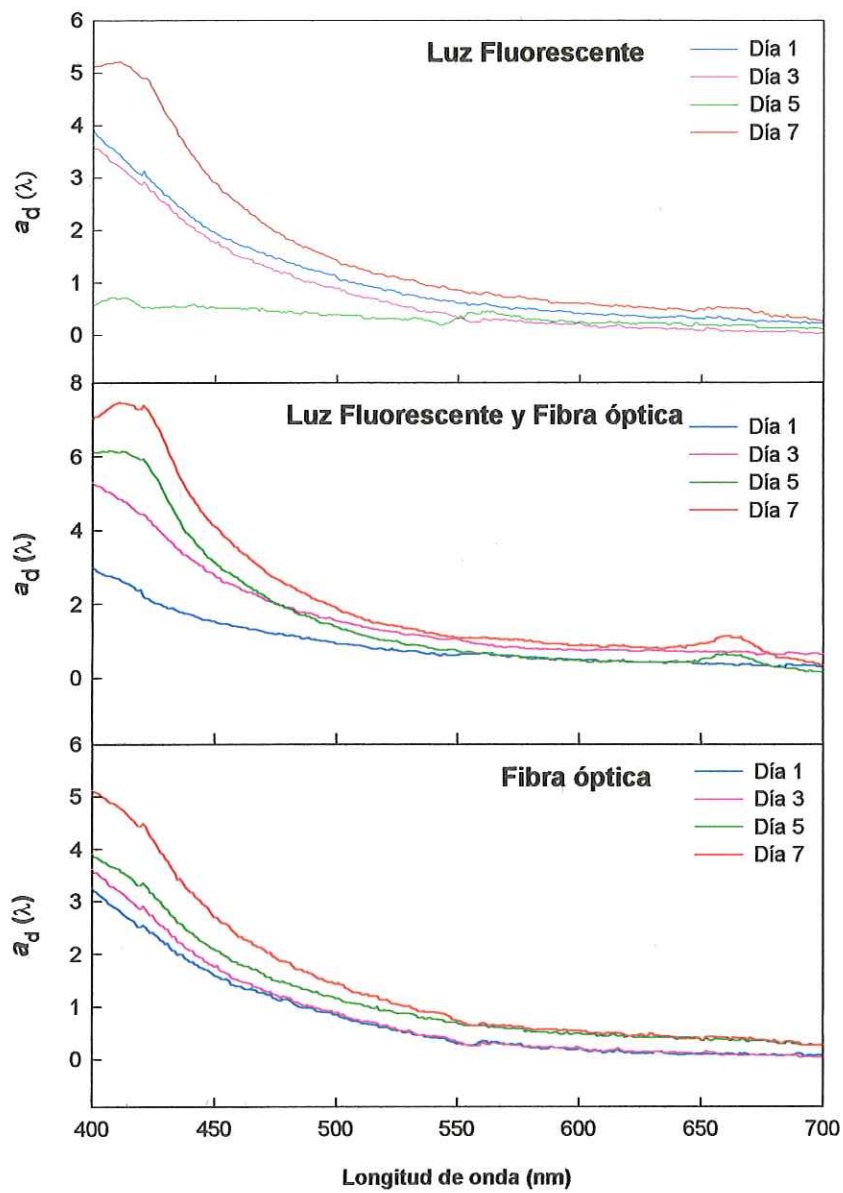 6
5
4
3
2
1
0
a_d (λ)
Luz Fluorescente
Día 1
Día 3
Día 5
Día 7
8
6
4
2
0
a_d (λ)
Luz Fluorescente y Fibra óptica
Día 1
Día 3
Día 5
Día 7
6
5
4
3
2
1
0
a_d (λ)
Fibra óptica
Día 1
Día 3
Día 5
Día 7
400 450 500 550 600 650 700
Longitud de onda (nm)